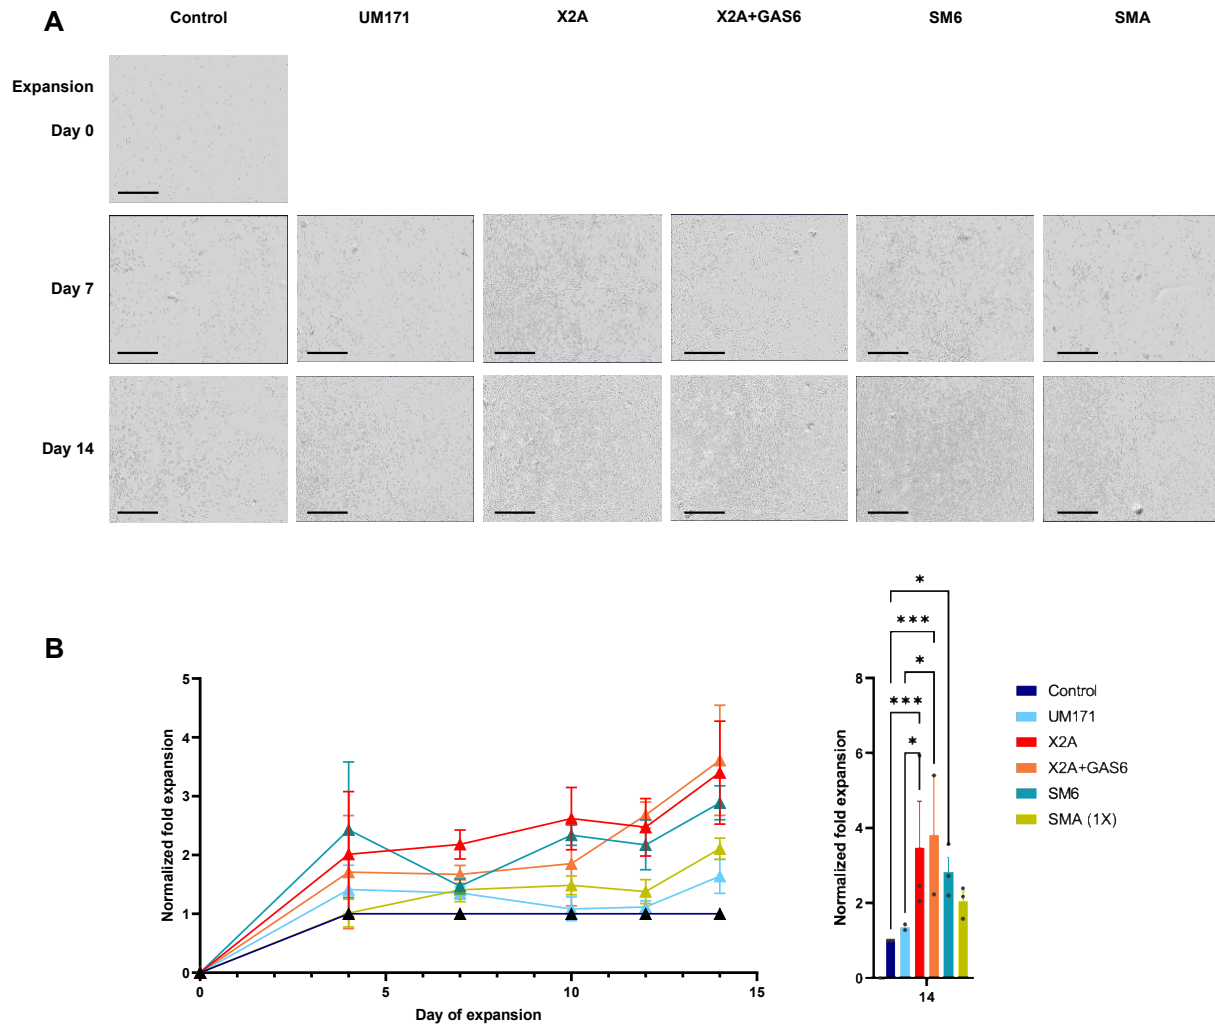 A
Control UM171 X2A X2A+GAS6 SM6 SMA
Expansion
Day 0
Day 7
Day 14
B
Normalized fold expansion
5
4
3
2
1
0
0 5 10 15
Day of expansion
Normalized fold expansion
8
6
4
2
0
14
*
***
*
***
*
Control
UM171
X2A
X2A+GAS6
SM6
SMA (1X)